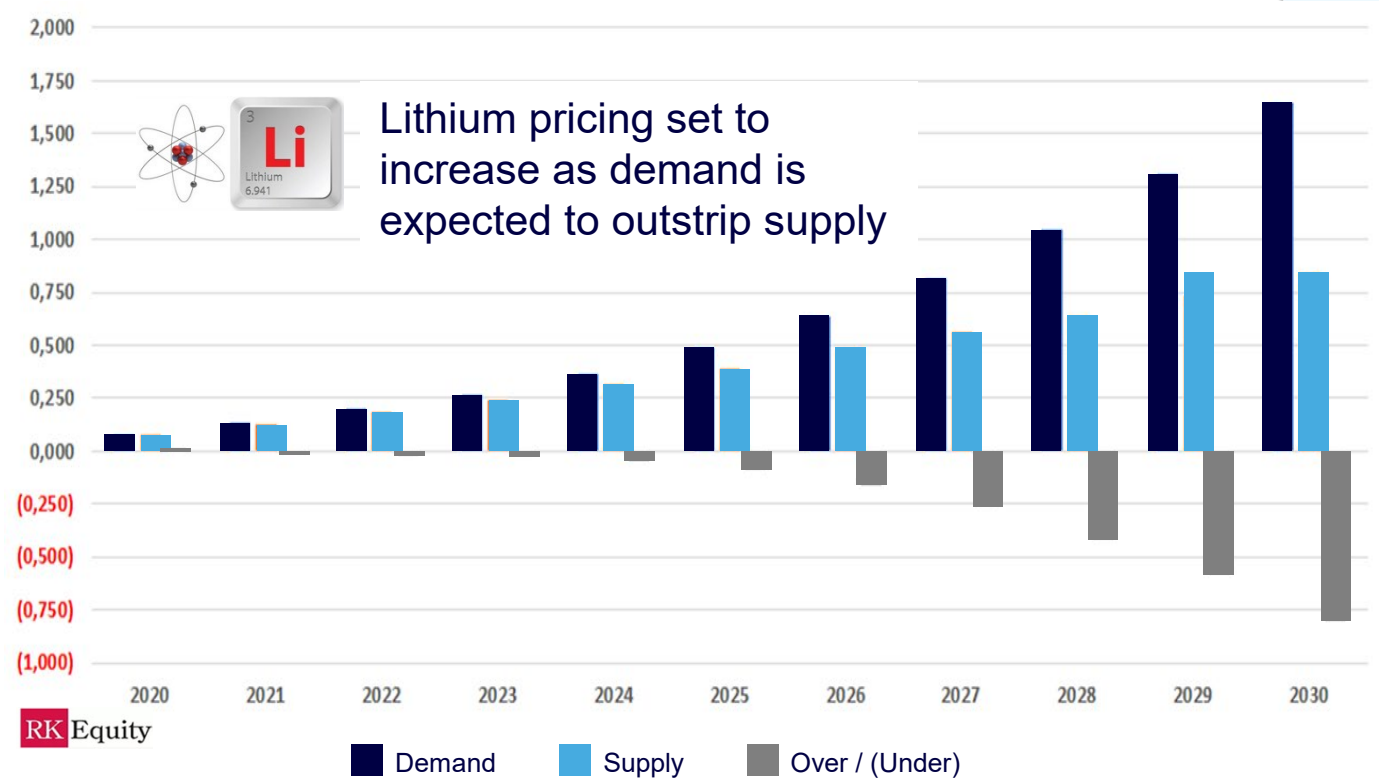 2,000
1,750
1,500
1,250
1,000
0,750
0,500
0,250
0,000
(0,250)
(0,500)
(0,750)
(1,000)
3
Li
Lithium
6.941
Lithium pricing set to
increase as demand is
expected to outstrip supply
2020 2021 2022 2023 2024 2025 2026 2027 2028 2029 2030
RK Equity
Demand Supply Over / (Under)